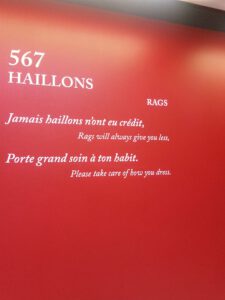 567
HAILLONS
RAGS
Jamais haillons n'ont eu crédit,
Rags will always give you less,
Porte grand soin à ton habit.
Please take care of how you dress.